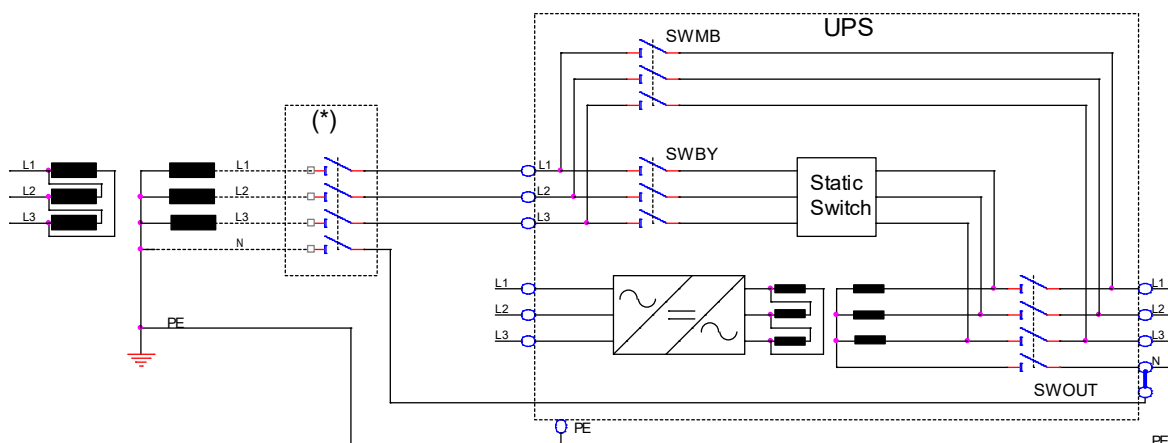 UPS
SWMB
(*)
L1
L2
L3
L1
L2
L3
N
L1
L2
L3
SWBY
Static
Switch
L1
L2
L3
L1
L2
L3
N
SWOUT
PE
PE
PE